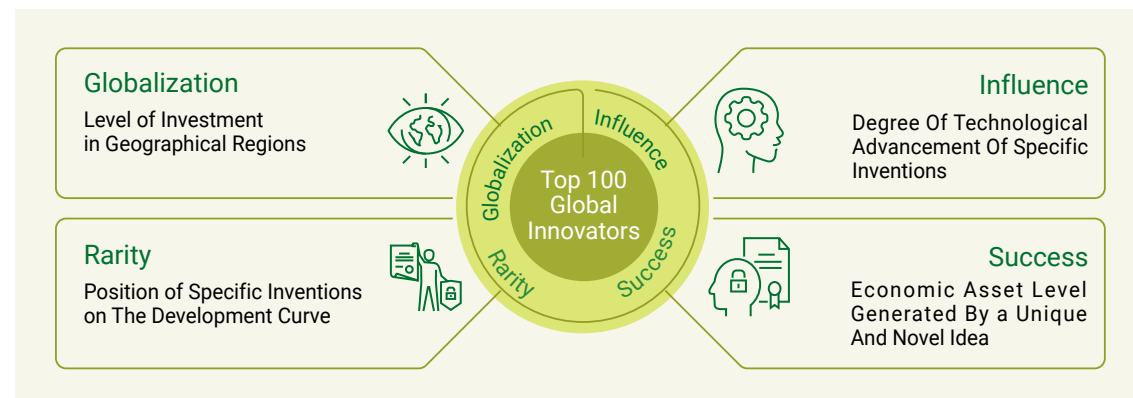 Globalization
Level of Investment
in Geographical Regions
Influence
Degree Of Technological
Advancement Of Specific
Inventions
Globalization
Influence
Top 100
Global
Innovators
Rarity
Success
Rarity
Position of Specific Inventions
on The Development Curve
Success
Economic Asset Level
Generated By a Unique
And Novel Idea